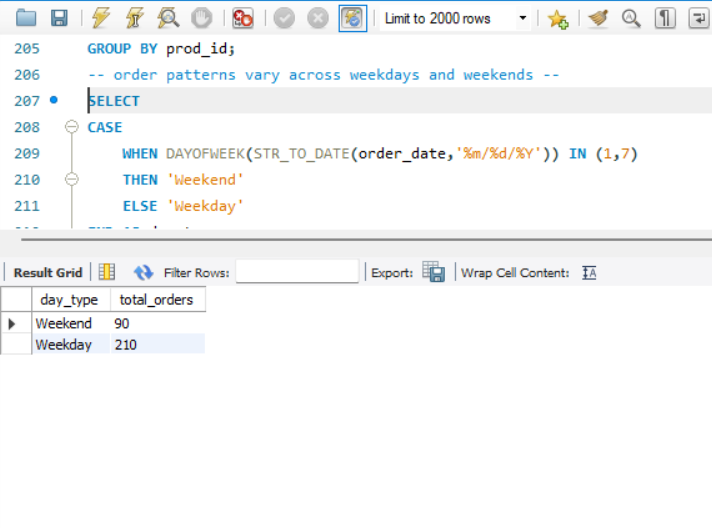 Limit to 2000 rows
205 GROUP BY prod_id;
206 -- order patterns vary across weekdays and weekends --
207 SELECT
208 CASE
209 WHEN DAYOFWEEK(STR_TO_DATE(order_date,'%m/%d/%Y')) IN (1,7)
210 THEN 'Weekend'
211 ELSE 'Weekday'
Result Grid Filter Rows: Export: Wrap Cell Content:
day_type total_orders
Weekend 90
Weekday 210